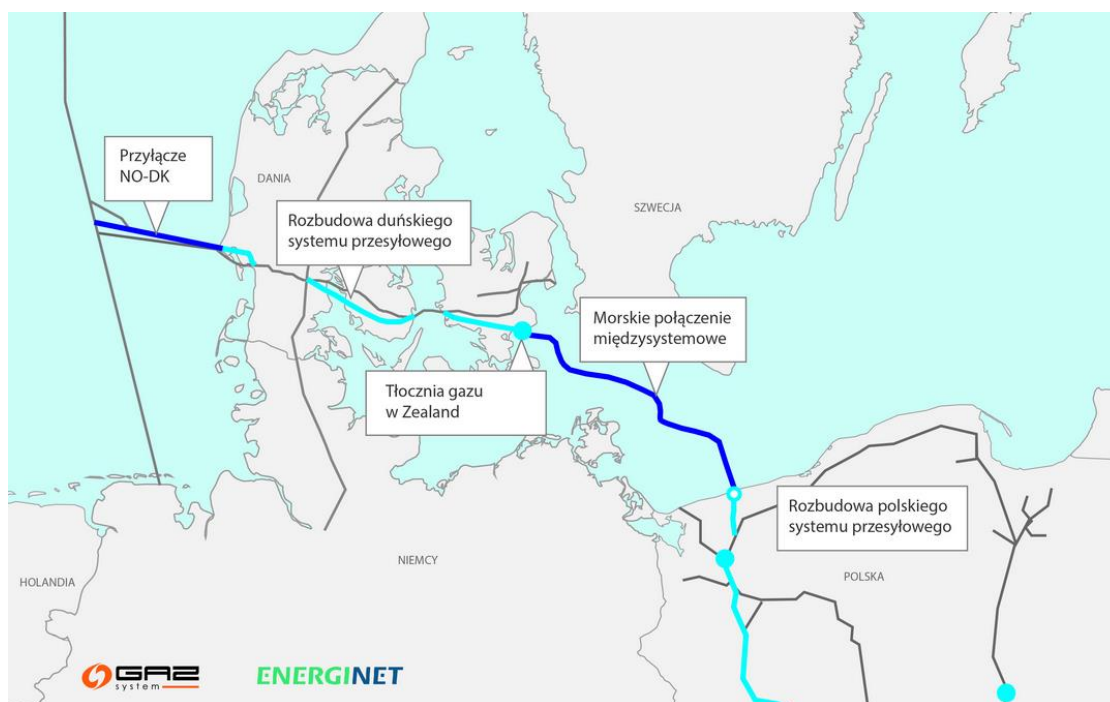 Przyłącze
NO-DK
DANIA
Rozbudowa duńskiego
systemu przesyłowego
SZWECJA
Morskie połączenie
międzysystemowe
Tłocznia gazu
w Zealand
Rozbudowa polskiego
systemu przesyłowego
NIEMCY
HOLANDIA
POLSKA
GAZ
system
ENERGINET